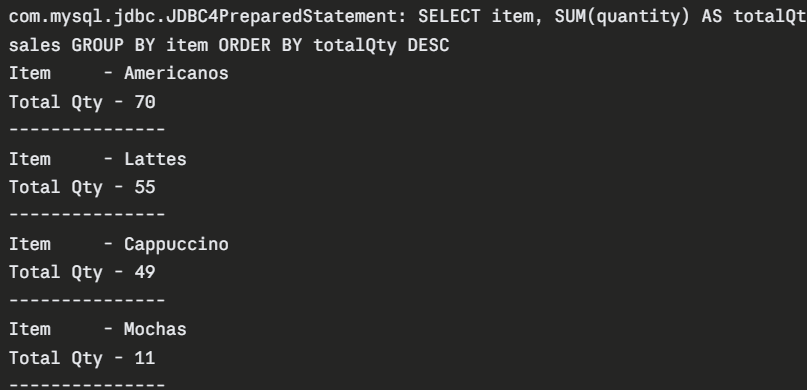 com.mysql.jdbc.JDBC4PreparedStatement: SELECT item, SUM(quantity) AS totalQt
sales GROUP BY item ORDER BY totalQty DESC
Item     - Americanos
Total Qty - 70
---------------
Item     - Lattes
Total Qty - 55
---------------
Item     - Cappuccino
Total Qty - 49
---------------
Item     - Mochas
Total Qty - 11
---------------